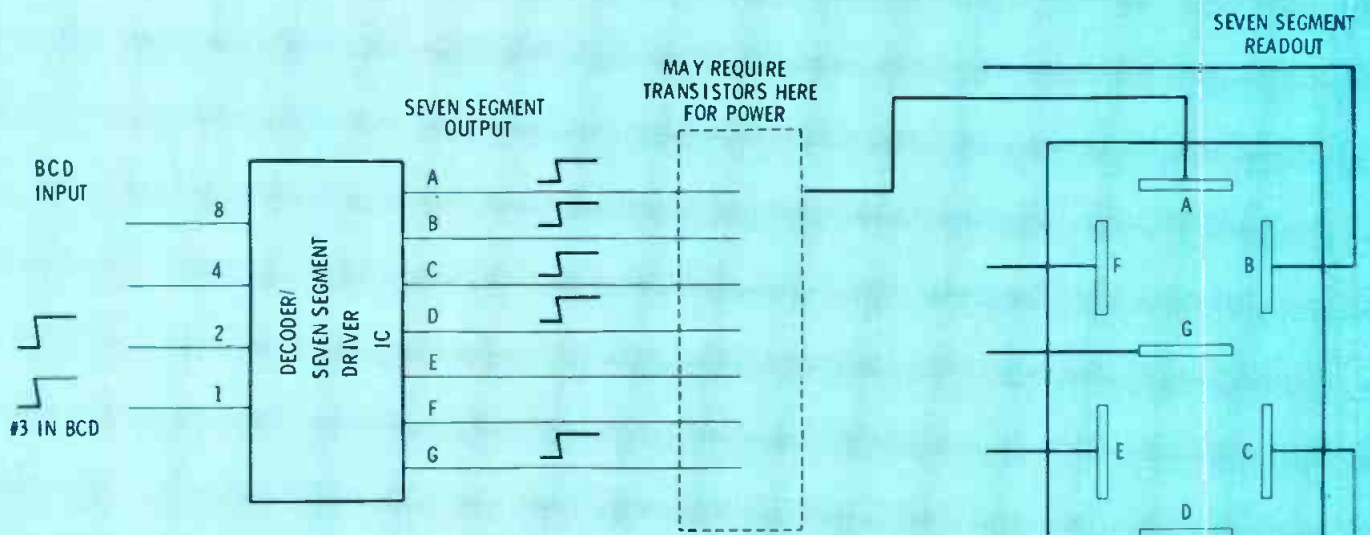 SEVEN SEGMENT
READOUT
MAY REQUIRE
TRANSISTORS HERE
FOR POWER
SEVEN SEGMENT
OUTPUT
BCD
INPUT
8
4
2
1
#3 IN BCD
DECODER/
SEVEN SEGMENT
DRIVER
IC
A
B
C
D
E
F
G
A
F
B
G
E
C
D